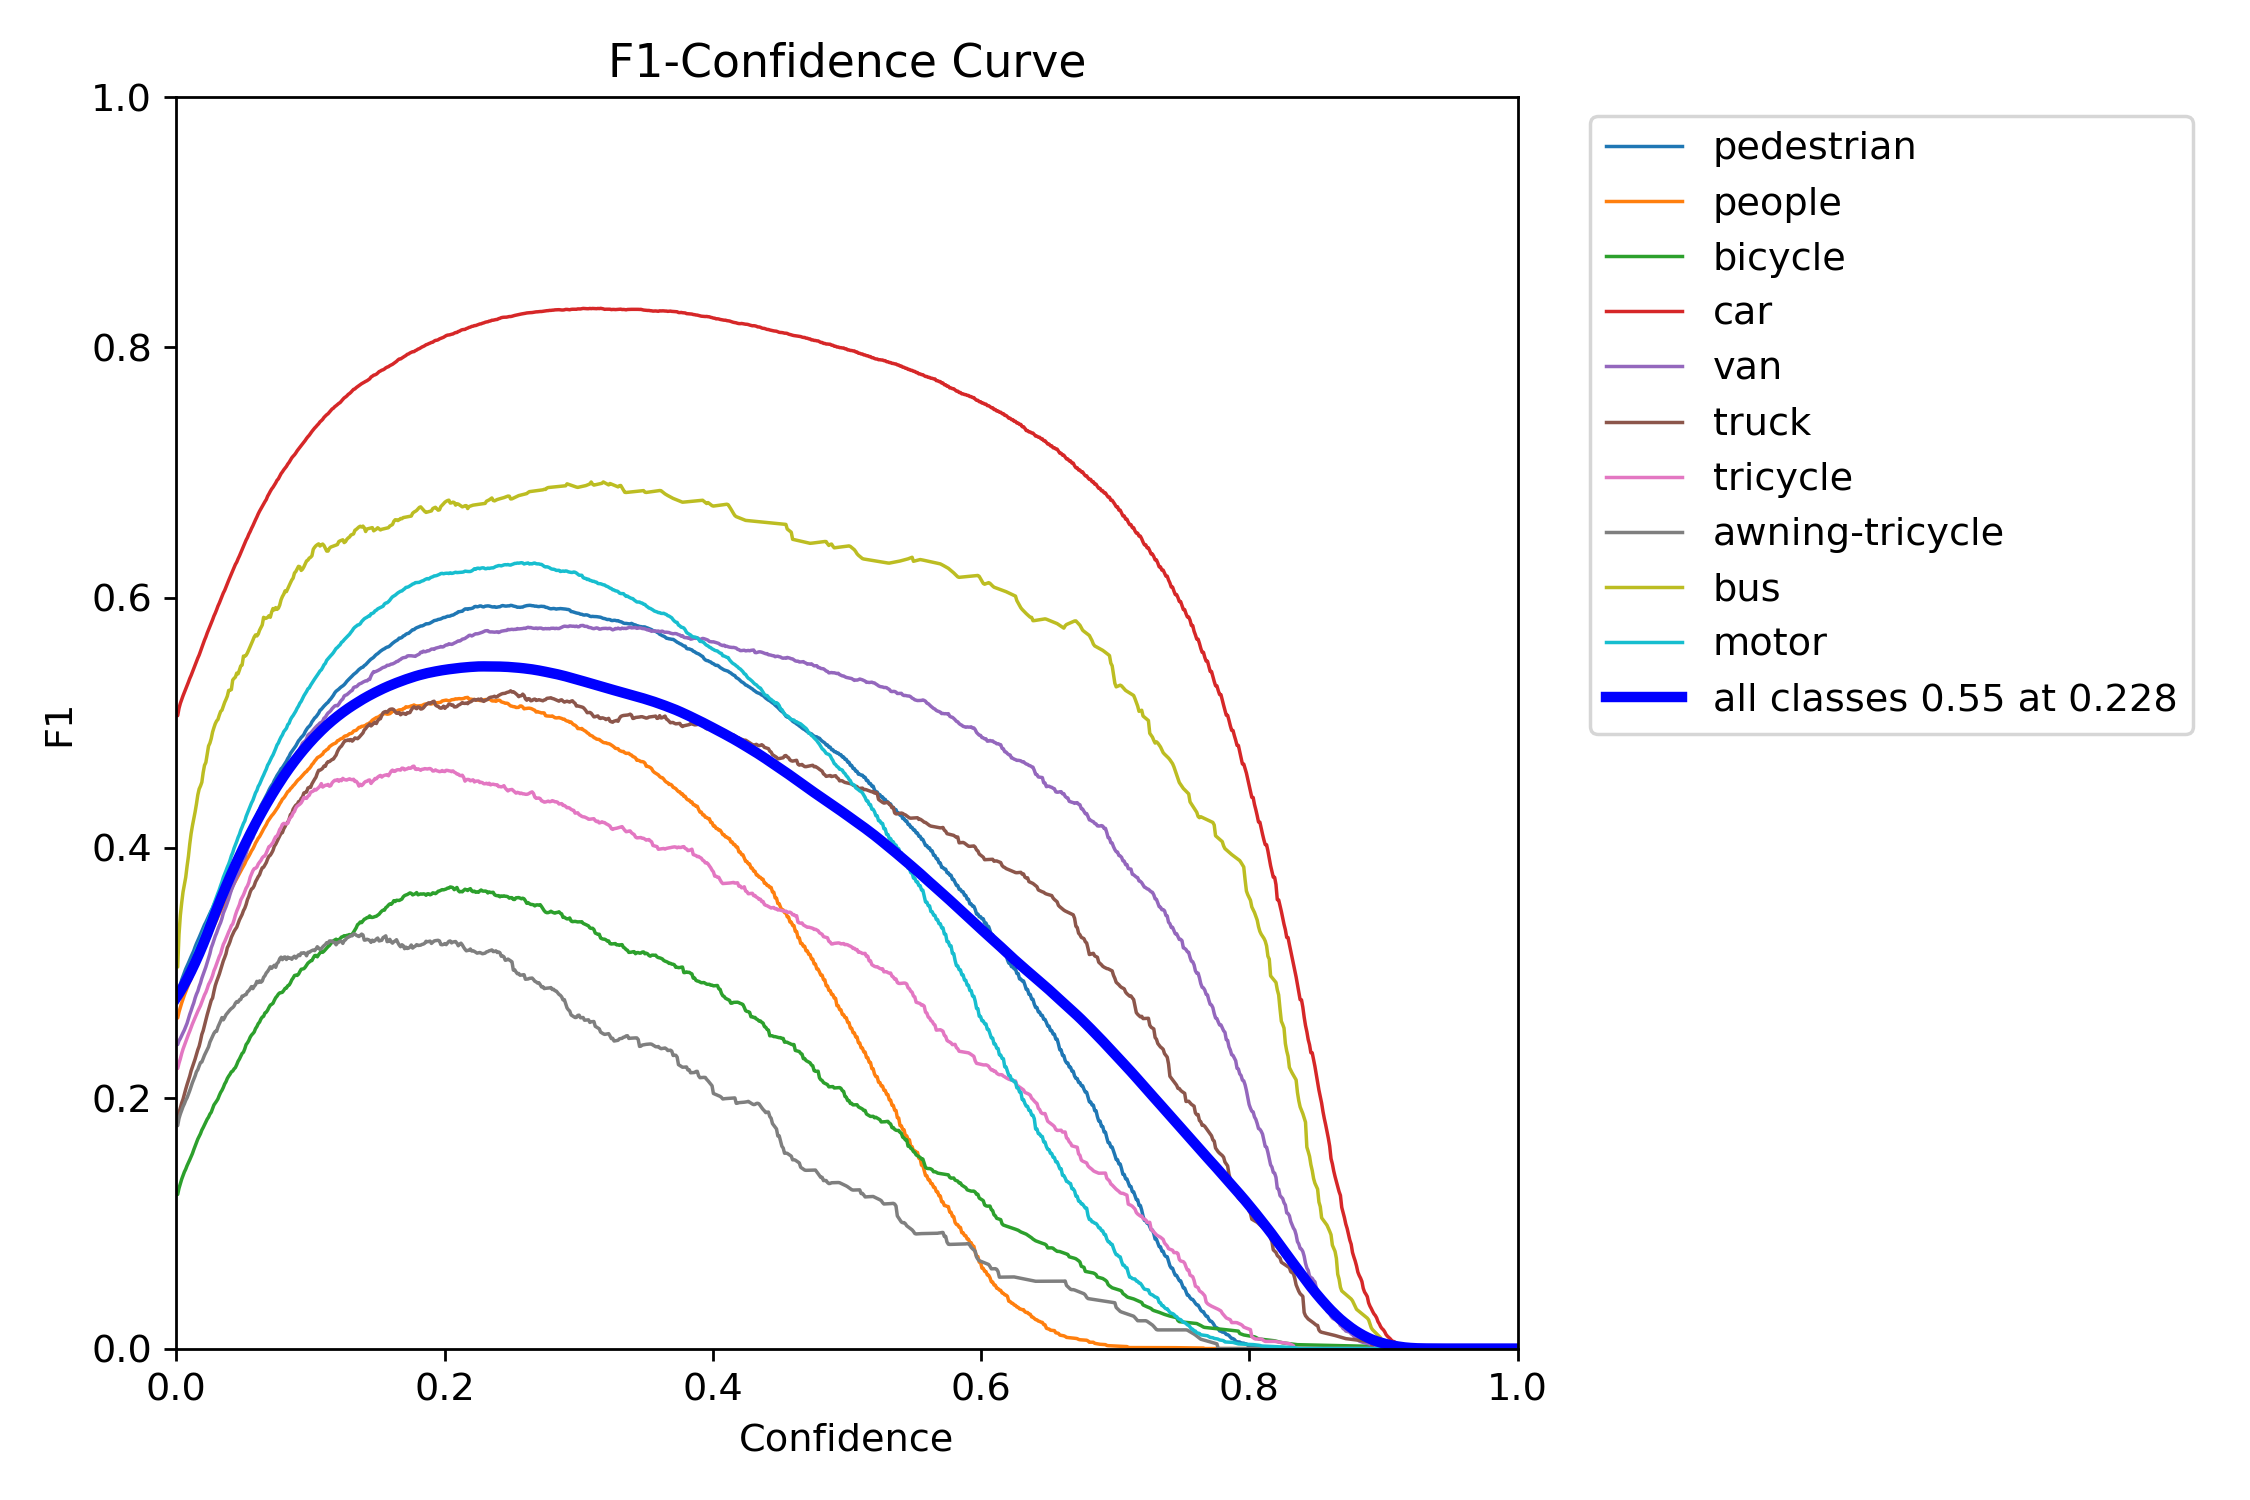 F1-Confidence Curve
1.0
0.8
0.6
0.4
0.2
0.0
F1
0.0 0.2 0.4 0.6 0.8 1.0
Confidence
pedestrian
people
bicycle
car
van
truck
tricycle
awning-tricycle
bus
motor
all classes 0.55 at 0.228